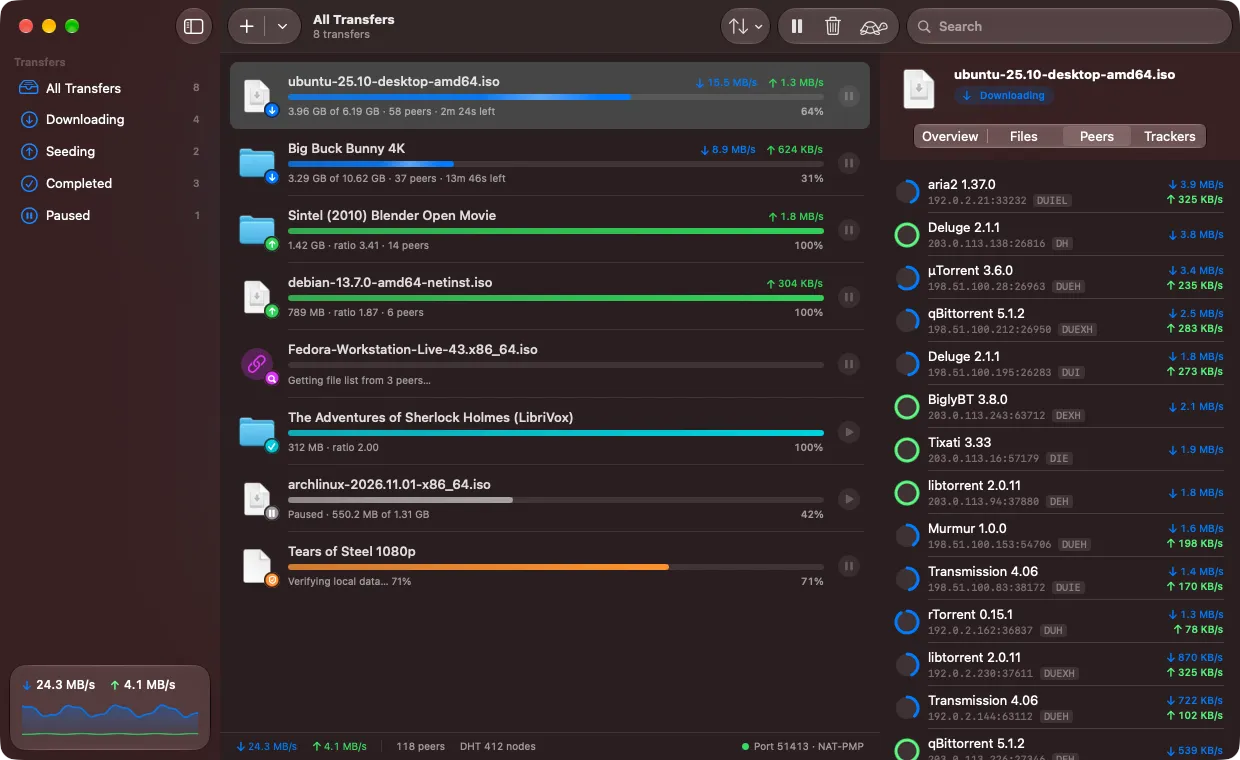 All Transfers
8 transfers
Search
Transfers
All Transfers 8
Downloading 4
Seeding 2
Completed 3
Paused 1
↓ 24.3 MB/s ↑ 4.1 MB/s
ubuntu-25.10-desktop-amd64.iso ↓ 15.5 MB/s ↑ 1.3 MB/s
3.96 GB of 6.19 GB · 58 peers · 2m 24s left 64%
Big Buck Bunny 4K ↓ 8.9 MB/s ↑ 624 KB/s
3.29 GB of 10.62 GB · 37 peers · 13m 46s left 31%
Sintel (2010) Blender Open Movie ↑ 1.8 MB/s
1.42 GB · ratio 3.41 · 14 peers 100%
debian-13.7.0-amd64-netinst.iso ↑ 304 KB/s
789 MB · ratio 1.87 · 6 peers 100%
Fedora-Workstation-Live-43.x86_64.iso
Getting file list from 3 peers…
The Adventures of Sherlock Holmes (LibriVox)
312 MB · ratio 2.00 100%
archlinux-2026.11.01-x86_64.iso
Paused · 550.2 MB of 1.31 GB 42%
Tears of Steel 1080p
Verifying local data… 71% 71%
↓ 24.3 MB/s ↑ 4.1 MB/s 118 peers DHT 412 nodes Port 51413 · NAT-PMP
ubuntu-25.10-desktop-amd64.iso
↓ Downloading
Overview Files Peers Trackers
aria2 1.37.0 ↓ 3.9 MB/s
192.0.2.21:33232 DUIEL ↑ 325 KB/s
Deluge 2.1.1 ↓ 3.8 MB/s
203.0.113.138:26816 DH
µTorrent 3.6.0 ↓ 3.4 MB/s
198.51.100.28:26963 DUEH ↑ 235 KB/s
qBittorrent 5.1.2 ↓ 2.5 MB/s
198.51.100.212:26950 DUEXH ↑ 283 KB/s
Deluge 2.1.1 ↓ 1.8 MB/s
198.51.100.195:26283 DUI ↑ 273 KB/s
BiglyBT 3.8.0 ↓ 2.1 MB/s
203.0.113.243:63712 DEXH
Tixati 3.33 ↓ 1.9 MB/s
203.0.113.16:57179 DIE
libtorrent 2.0.11 ↓ 1.8 MB/s
203.0.113.94:37880 DEH
Murmur 1.0.0 ↓ 1.6 MB/s
198.51.100.153:54706 DUEH ↑ 198 KB/s
Transmission 4.06 ↓ 1.4 MB/s
198.51.100.83:38172 DUIE ↑ 170 KB/s
rTorrent 0.15.1 ↓ 1.3 MB/s
192.0.2.162:36837 DUH ↑ 78 KB/s
libtorrent 2.0.11 ↓ 870 KB/s
192.0.2.230:37611 DUEXH ↑ 325 KB/s
Transmission 4.06 ↓ 722 KB/s
192.0.2.144:63112 DUEH ↑ 102 KB/s
qBittorrent 5.1.2 ↓ 539 KB/s